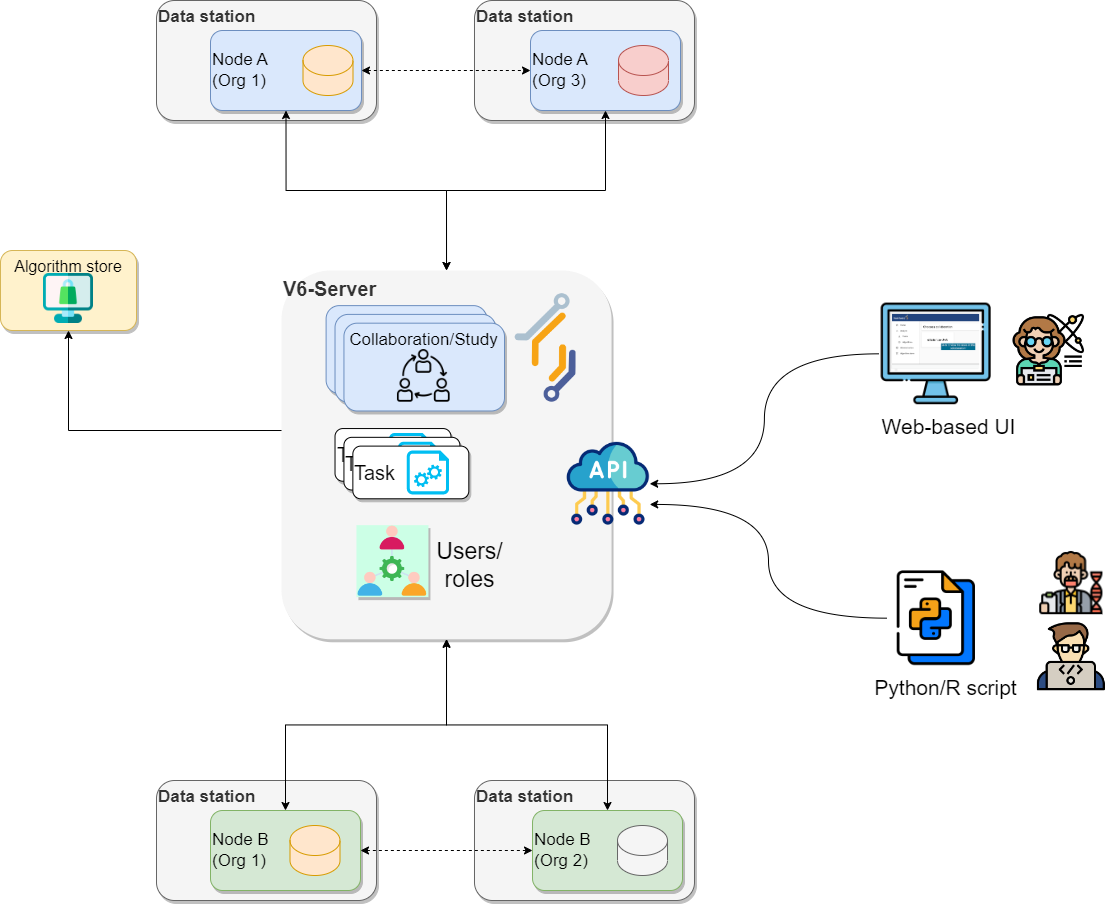 Data station
Node A
(Org 1)
Data station
Node A
(Org 3)
Algorithm store
V6-Server
Collaboration/Study
Task
API
Users/
roles
Web-based UI
Python/R script
Data station
Node B
(Org 1)
Data station
Node B
(Org 2)